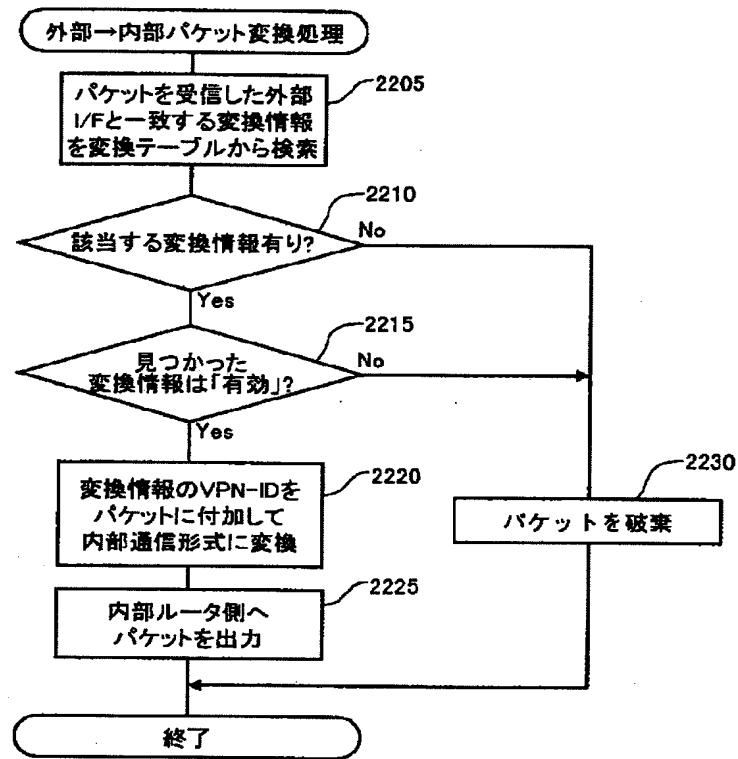 外部→内部パケット変換処理
2205
パケットを受信した外部
I/Fと一致する変換情報
を変換テーブルから検索
2210
該当する変換情報有り?
No
Yes
2215
見つかった
変換情報は「有効」?
No
Yes
2220
変換情報のVPN-IDを
パケットに付加して
内部通信形式に変換
2230
パケットを破棄
2225
内部ルータ側へ
パケットを出力
終了